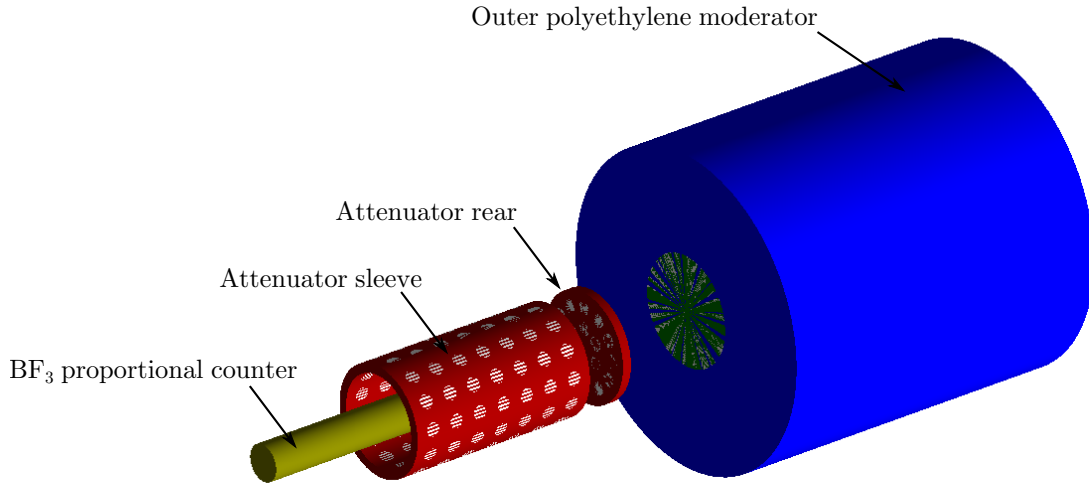 Outer polyethylene moderator
Attenuator rear
Attenuator sleeve
BF₃ proportional counter